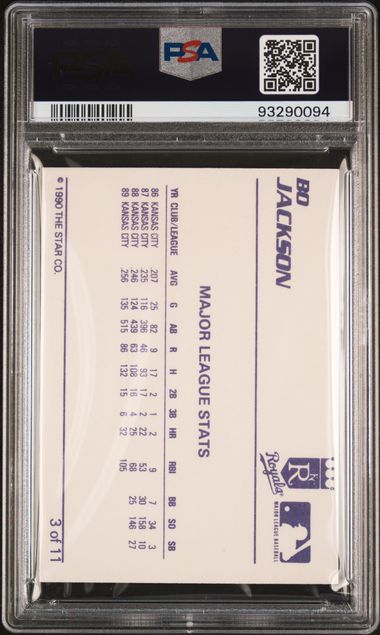 PSA
93290094
BO
JACKSON
Royals
MAJOR LEAGUE BASEBALL
MAJOR LEAGUE STATS
YR CLUB/LEAGUE AVG G AB R H 2B 3B HR RBI BB SO SB
86 KANSAS CITY 207 25 82 9 17 2 1 2 9 7 34 3
87 KANSAS CITY 235 116 396 46 93 17 2 22 53 30 158 10
88 KANSAS CITY 246 124 439 63 108 16 4 25 68 25 146 27
89 KANSAS CITY 256 135 515 86 132 15 6 32 105
© 1990 THE STAR CO.
3 of 11